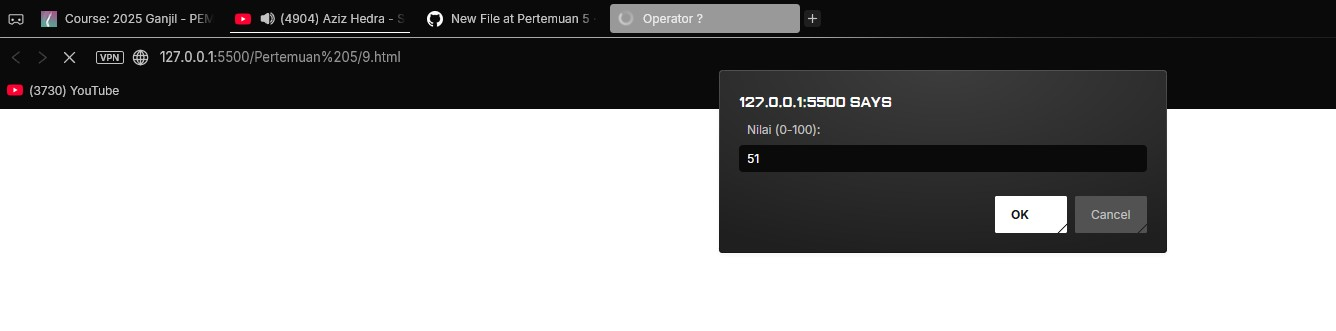 Course: 2025 Ganjil - PEM
(4904) Aziz Hedra - S
New File at Pertemuan 5
Operator ?
VPN
127.0.0.1:5500/Pertemuan%205/9.html
(3730) YouTube
127.0.0.1:5500 SAYS
Nilai (0-100):
51
OK
Cancel